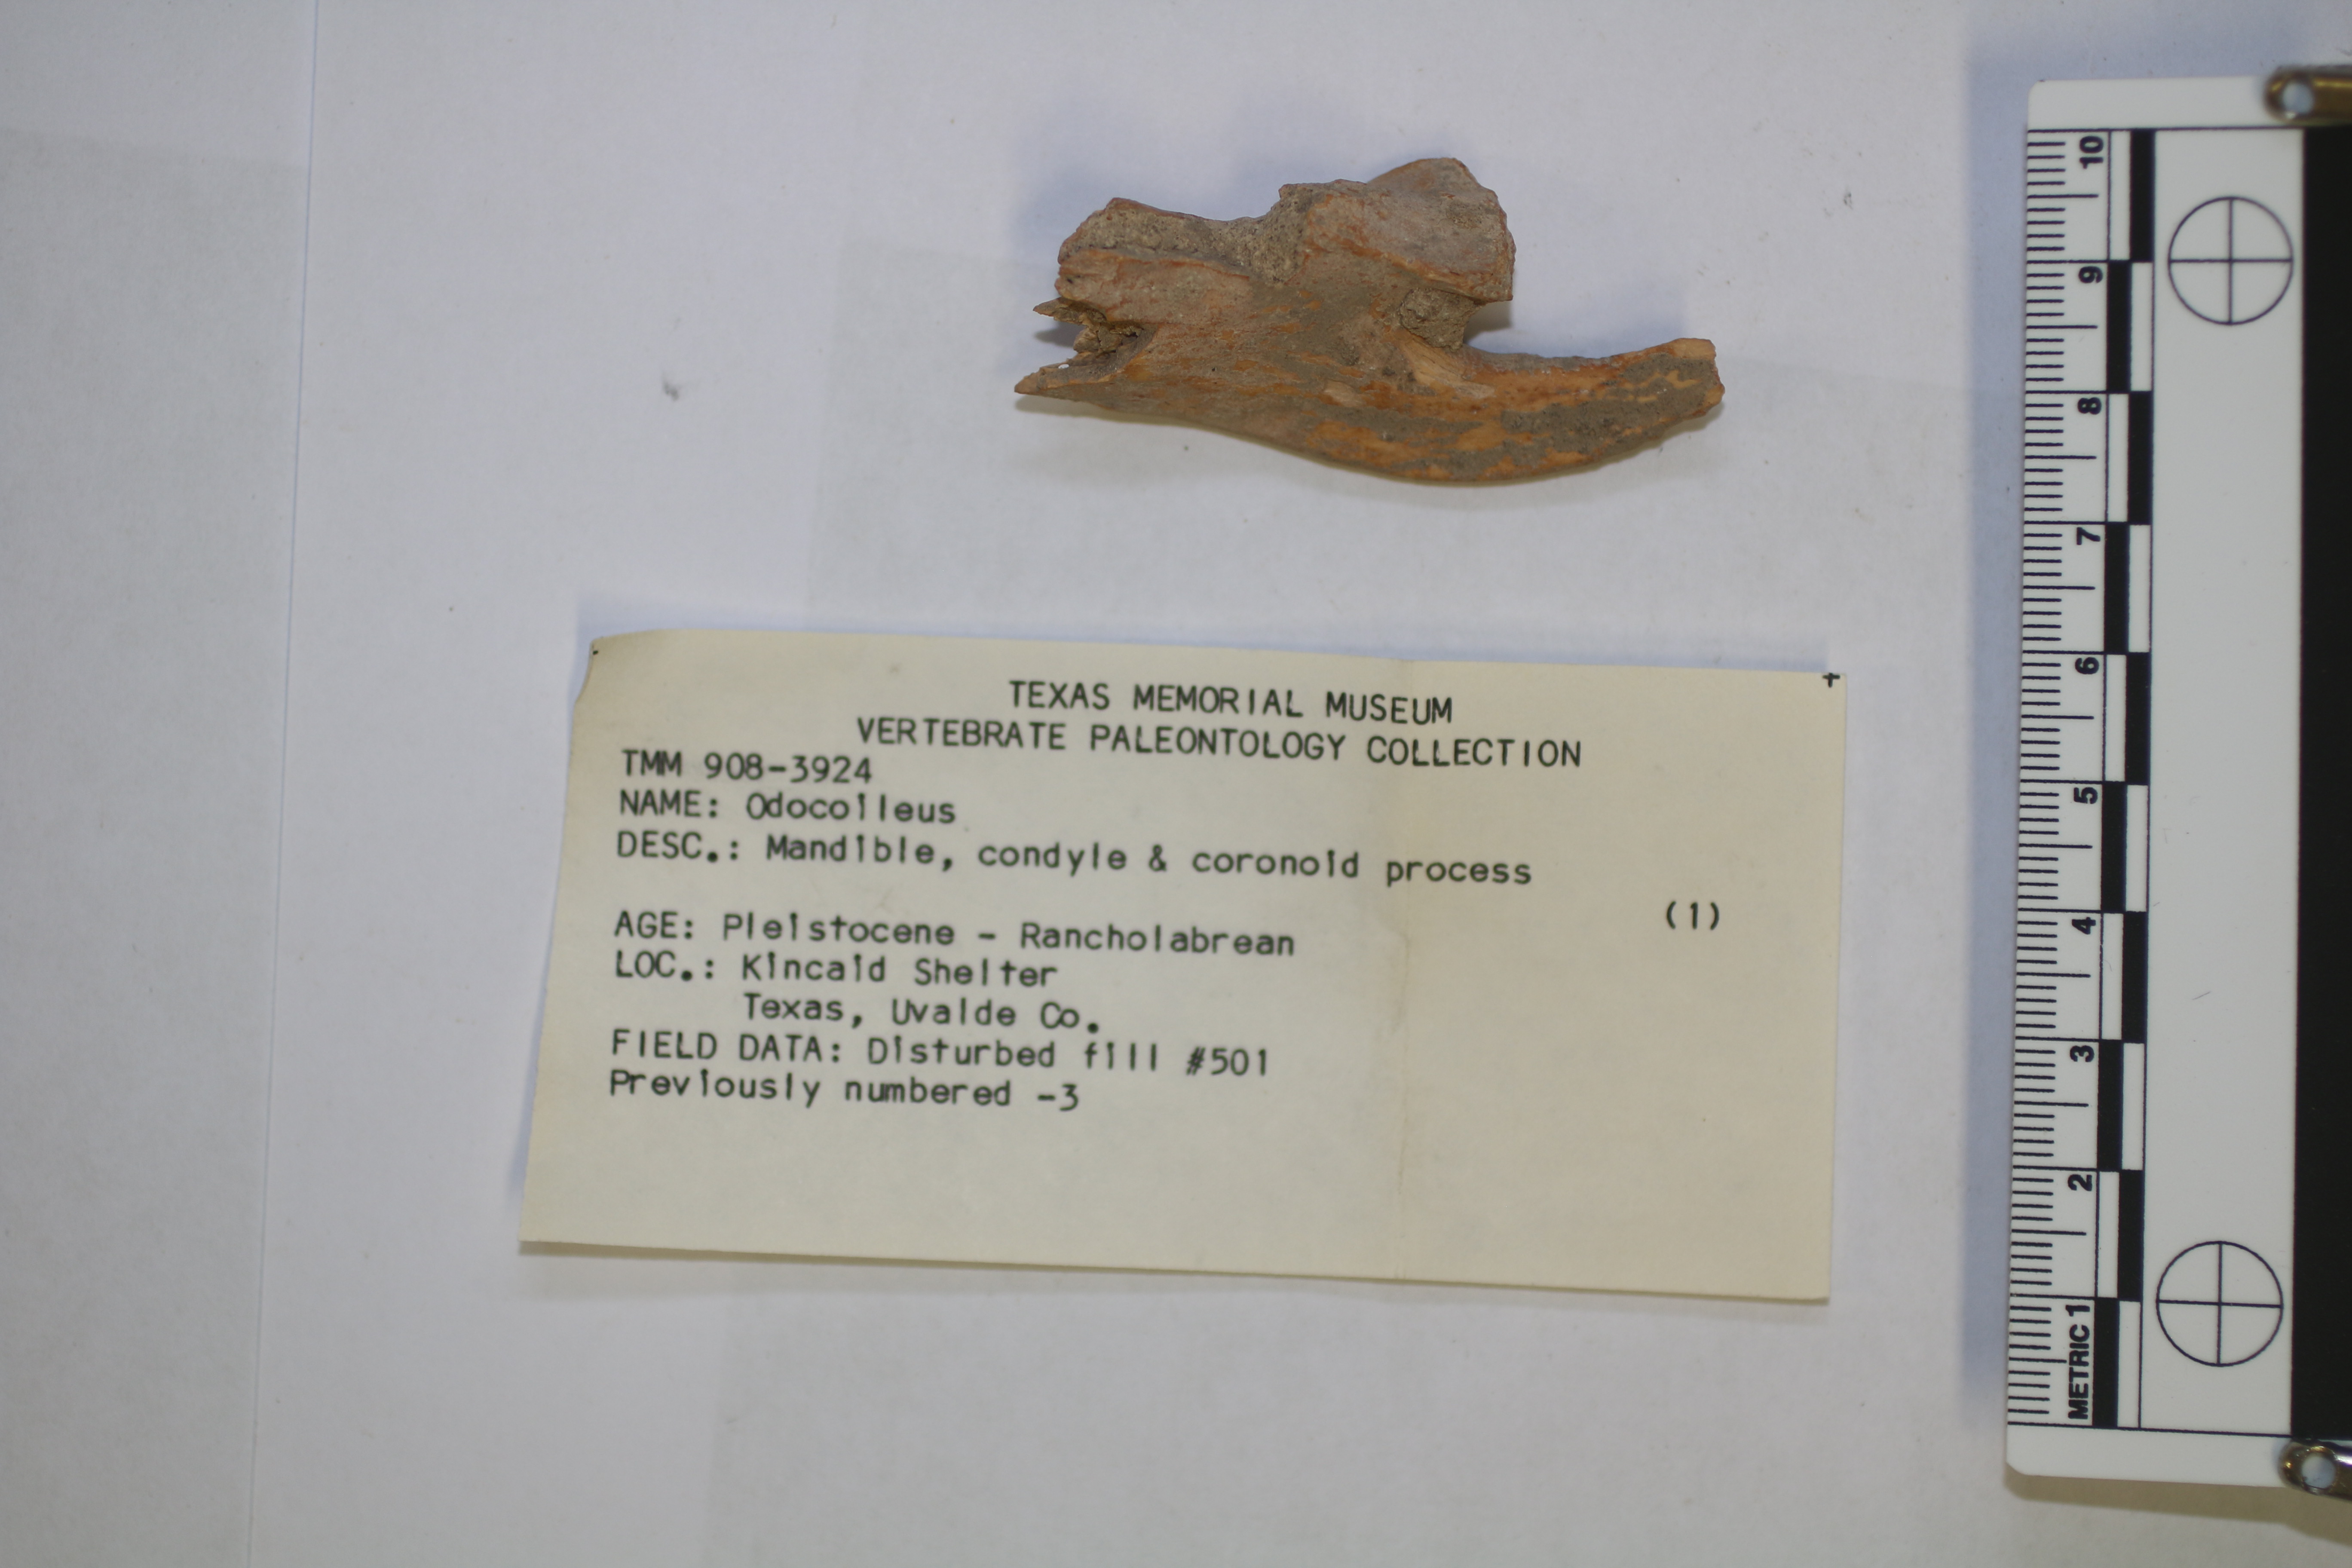 TEXAS MEMORIAL MUSEUM
VERTEBRATE PALEONTOLOGY COLLECTION
TMM 908-3924
NAME: Odocoileus
DESC.: Mandible, condyle & coronoid process
(1)
AGE: Pleistocene - Rancholabrean
LOC.: Kincaid Shelter
Texas, Uvalde Co.
FIELD DATA: Disturbed fill #501
Previously numbered -3
10
9
8
7
6
5
4
3
2
METRIC 1